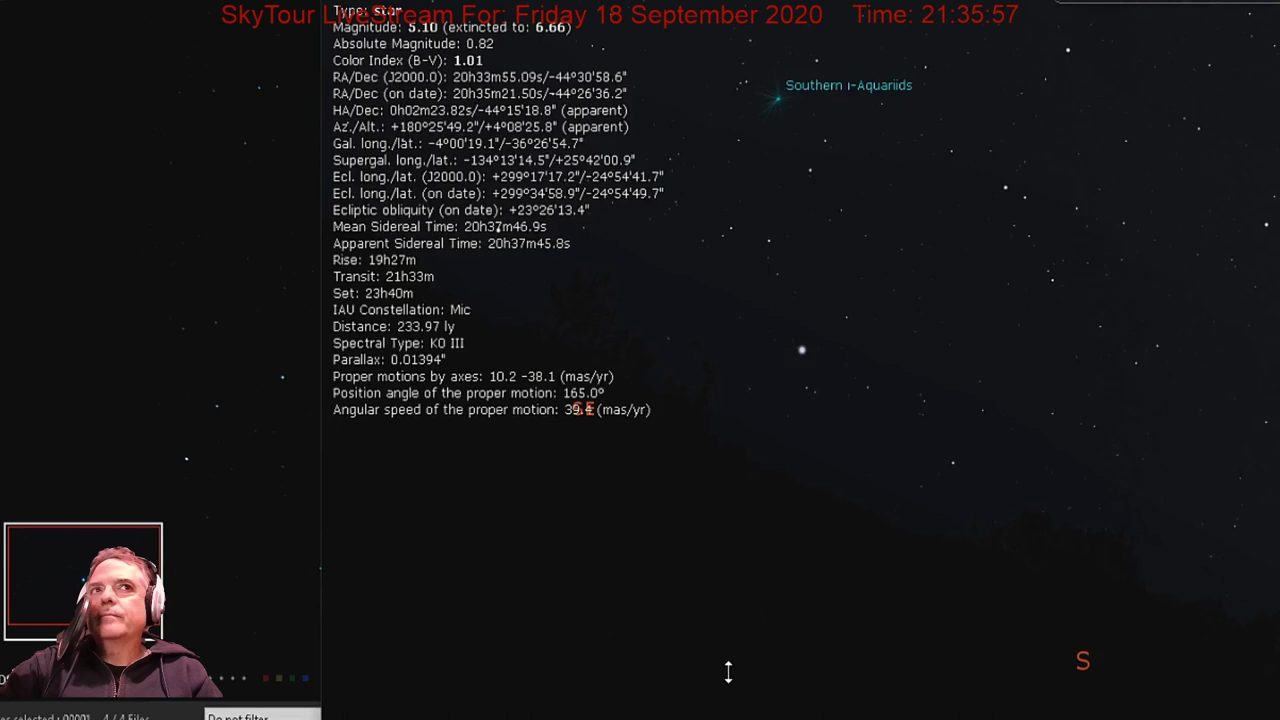 SkyTour LiveStream For: Friday 18 September 2020 Time: 21:35:57
Type: star
Magnitude: 5.10 (extincted to: 6.66)
Absolute Magnitude: 0.82
Color Index (B-V): 1.01
RA/Dec (J2000.0): 20h33m55.09s/-44°30'58.6"
RA/Dec (on date): 20h35m21.50s/-44°26'36.2"
HA/Dec: 0h02m23.82s/-44°15'18.8" (apparent)
Az./Alt.: +180°25'49.2"/+4°08'25.8" (apparent)
Gal. long./lat.: -4°00'19.1"/-36°26'54.7"
Supergal. long./lat.: -134°13'14.5"/+25°42'00.9"
Ecl. long./lat. (J2000.0): +299°17'17.2"/-24°54'41.7"
Ecl. long./lat. (on date): +299°34'58.9"/-24°54'49.7"
Ecliptic obliquity (on date): +23°26'13.4"
Mean Sidereal Time: 20h37m46.9s
Apparent Sidereal Time: 20h37m45.8s
Rise: 19h27m
Transit: 21h33m
Set: 23h40m
IAU Constellation: Mic
Distance: 233.97 ly
Spectral Type: K0 III
Parallax: 0.01394"
Proper motions by axes: 10.2 -38.1 (mas/yr)
Position angle of the proper motion: 165.0°
Angular speed of the proper motion: 39.4 (mas/yr)
SE
Southern ι-Aquariids
S
selected : 00001 - 4 / 4 Files
Do not filter